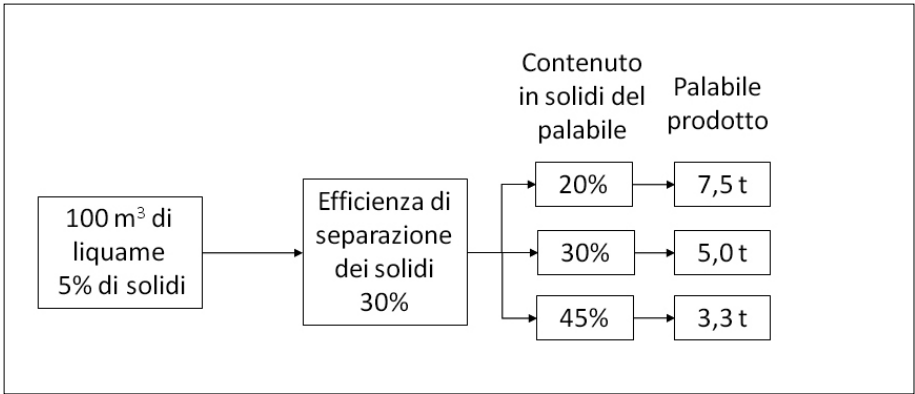 100 m³ di
liquame
5% di solidi
Efficienza di
separazione
dei solidi
30%
Contenuto
in solidi del
palabile
Palabile
prodotto
20%
7,5 t
30%
5,0 t
45%
3,3 t